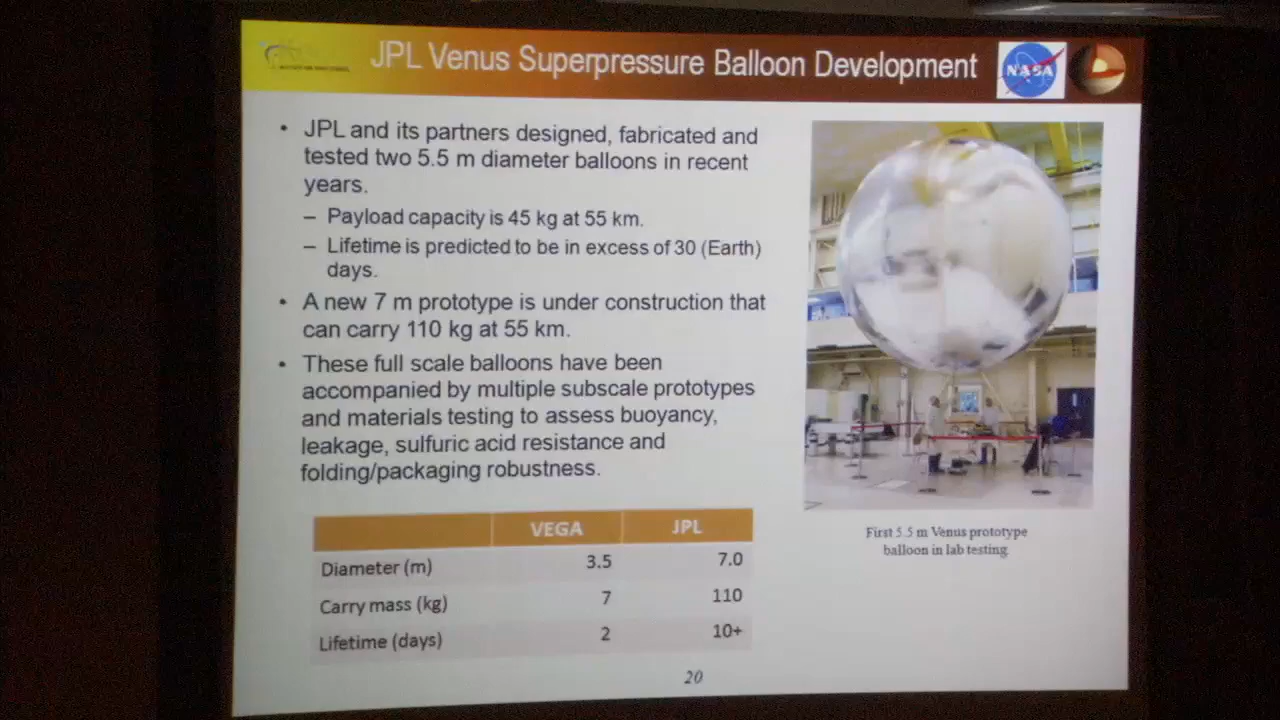 JPL Venus Superpressure Balloon Development
NASA
• JPL and its partners designed, fabricated and
tested two 5.5 m diameter balloons in recent
years.
– Payload capacity is 45 kg at 55 km.
– Lifetime is predicted to be in excess of 30 (Earth)
days.
• A new 7 m prototype is under construction that
can carry 110 kg at 55 km.
• These full scale balloons have been
accompanied by multiple subscale prototypes
and materials testing to assess buoyancy,
leakage, sulfuric acid resistance and
folding/packaging robustness.
First 5.5 m Venus prototype
balloon in lab testing.
VEGA JPL
Diameter (m) 3.5 7.0
Carry mass (kg) 7 110
Lifetime (days) 2 10+
20